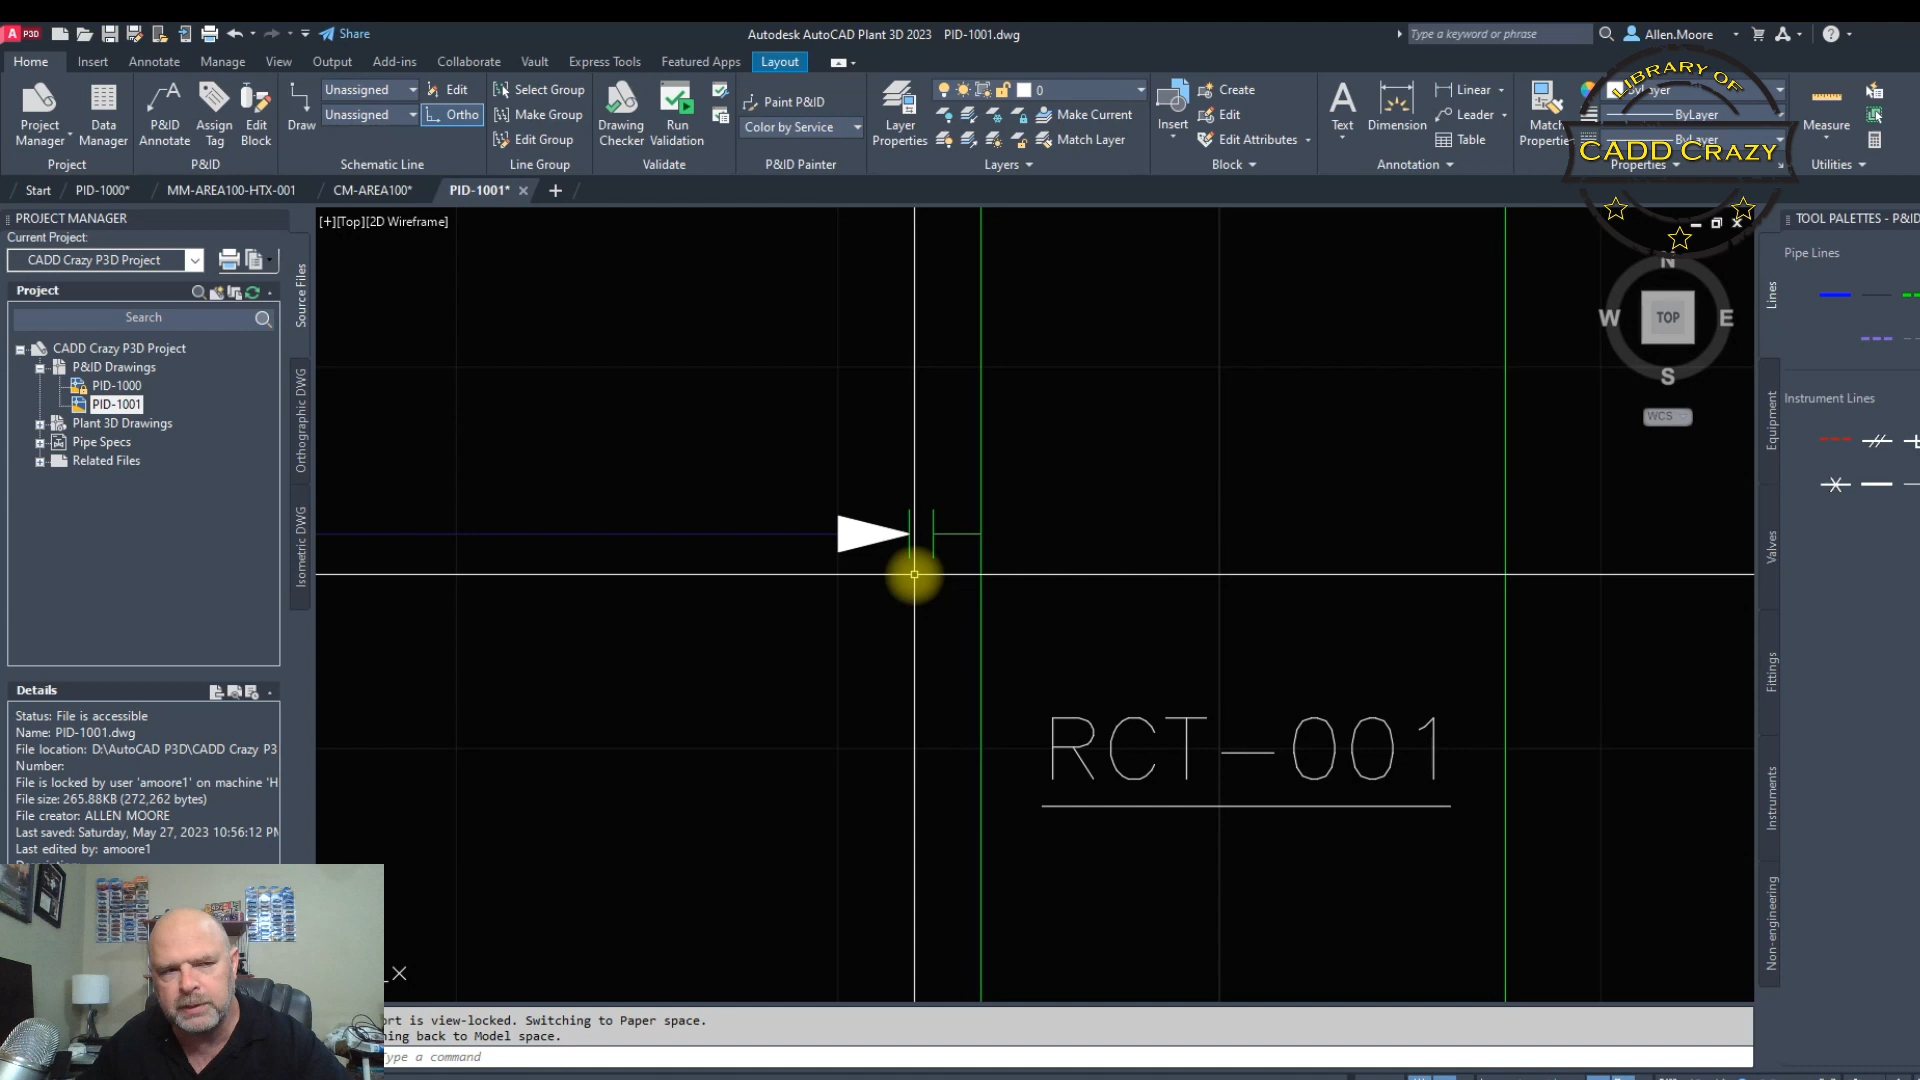 A P3D
Share
Autodesk AutoCAD Plant 3D 2023 PID-1001.dwg
Type a keyword or phrase
Allen.Moore
Home Insert Annotate Manage View Output Add-ins Collaborate Vault Express Tools Featured Apps Layout
Unassigned Edit Select Group 0 Create Linear ByLayer
Unassigned Ortho Make Group Paint P&ID Make Current Edit Leader ByLayer
Edit Group Color by Service Match Layer Edit Attributes Table ByLayer
Project Manager
Data Manager
P&ID Annotate
Assign Tag
Edit Block
Draw
Drawing Checker
Run Validation
Layer Properties
Insert
Text
Dimension
Match
Measure
Project P&ID Schematic Line Line Group Validate P&ID Painter Layers Block Annotation Properties Utilities
LIBRARY OF
CADD CRAZY
Start PID-1000* MM-AREA100-HTX-001 CM-AREA100* PID-1001*
PROJECT MANAGER
Current Project:
CADD Crazy P3D Project
Project
Search
CADD Crazy P3D Project
P&ID Drawings
PID-1000
PID-1001
Plant 3D Drawings
Pipe Specs
Related Files
Source Files
Orthographic DWG
Isometric DWG
Details
Status: File is accessible
Name: PID-1001.dwg
File location: D:\AutoCAD P3D\CADD Crazy P3
Number:
File is locked by user 'amoore1' on machine 'H
File size: 265.88KB (272,262 bytes)
File creator: ALLEN MOORE
Last saved: Saturday, May 27, 2023 10:56:12 P
Last edited by: amoore1
[+][Top][2D Wireframe]
RCT-001
N
W TOP E
S
WCS
TOOL PALETTES - P&ID
Pipe Lines
Instrument Lines
Lines
Equipment
Valves
Fittings
Instruments
Non-engineering
X
ort is view-locked. Switching to Paper space.
ning back to Model space.
Type a command